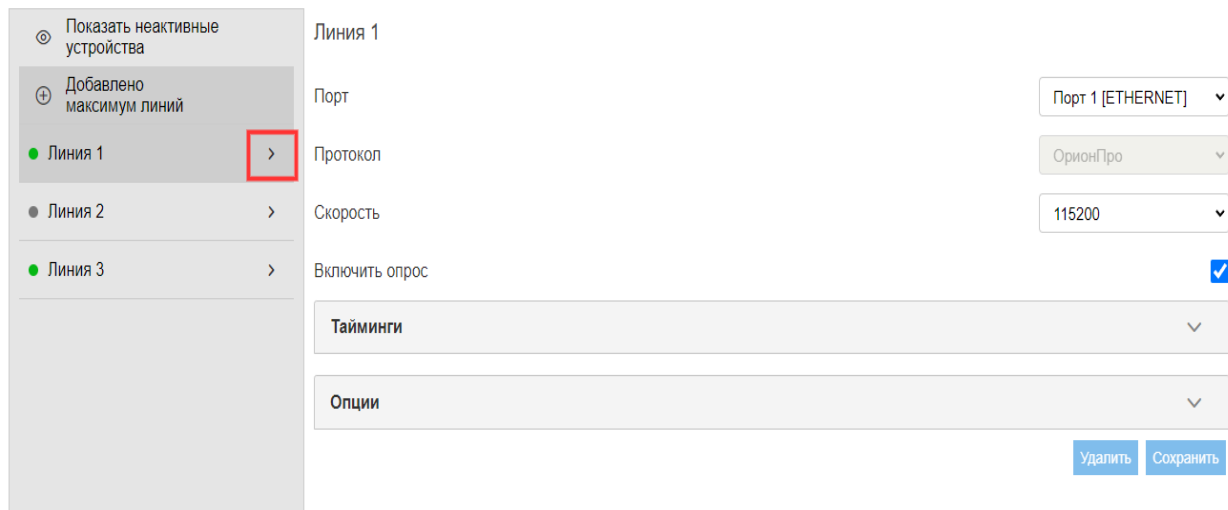 Показать неактивные
устройства
Добавлено
максимум линий
Линия 1
Линия 2
Линия 3
Линия 1
Порт
Порт 1 [ETHERNET]
Протокол
ОрионПро
Скорость
115200
Включить опрос
Тайминги
Опции
Удалить
Сохранить